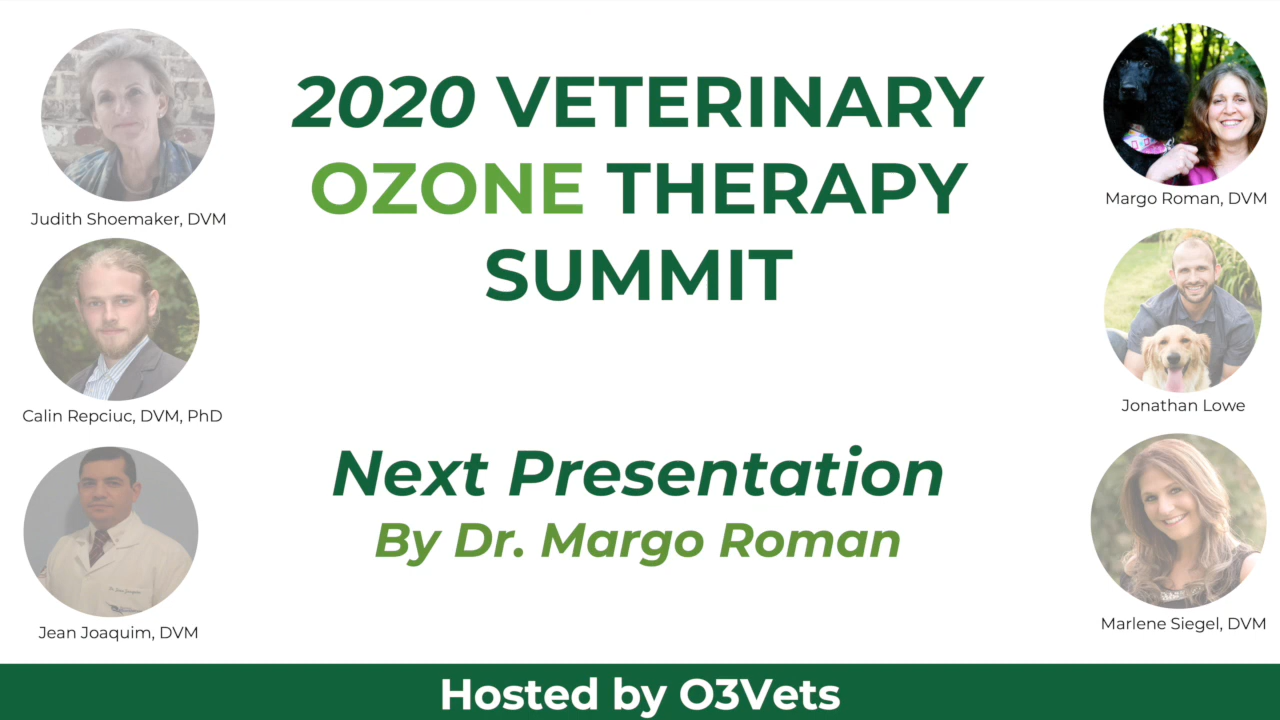 2020 VETERINARY
OZONE THERAPY
SUMMIT
Judith Shoemaker, DVM
Calin Repciuc, DVM, PhD
Jean Joaquim, DVM
Margo Roman, DVM
Jonathan Lowe
Marlene Siegel, DVM
Next Presentation
By Dr. Margo Roman
Hosted by O3Vets